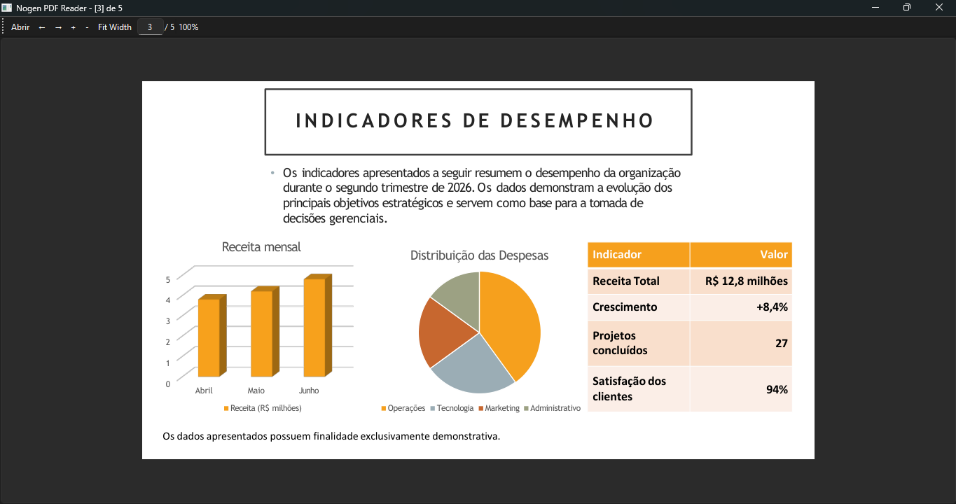 Nogen PDF Reader - [3] de 5
Abrir ← → + - Fit Width 3 / 5 100%
INDICADORES DE DESEMPENHO
• Os indicadores apresentados a seguir resumem o desempenho da organização
durante o segundo trimestre de 2026. Os dados demonstram a evolução dos
principais objetivos estratégicos e servem como base para a tomada de
decisões gerenciais.
Receita mensal
5
4
3
2
1
0
Abril Maio Junho
Receita (R$ milhões)
Distribuição das Despesas
Operações Tecnologia Marketing Administrativo
Indicador Valor
Receita Total R$ 12,8 milhões
Crescimento +8,4%
Projetos
concluídos 27
Satisfação dos
clientes 94%
Os dados apresentados possuem finalidade exclusivamente demonstrativa.